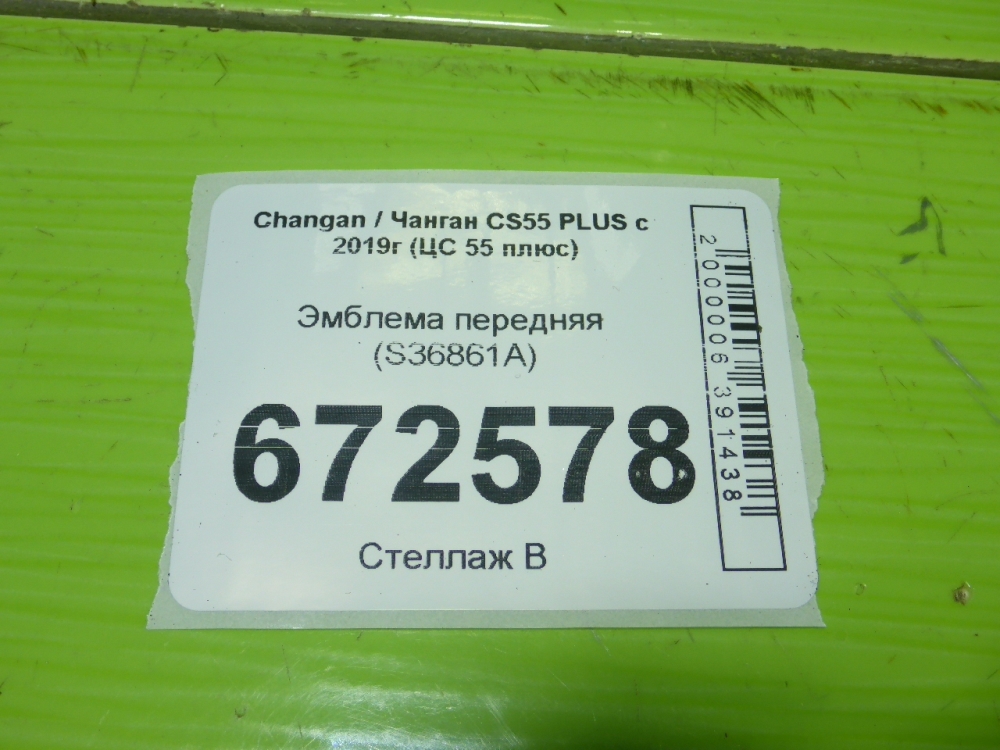 Changan / Чанган CS55 PLUS с
2019г (ЦС 55 плюс)
Эмблема передняя
(S36861A)
672578
Стеллаж B
2 000006 391438